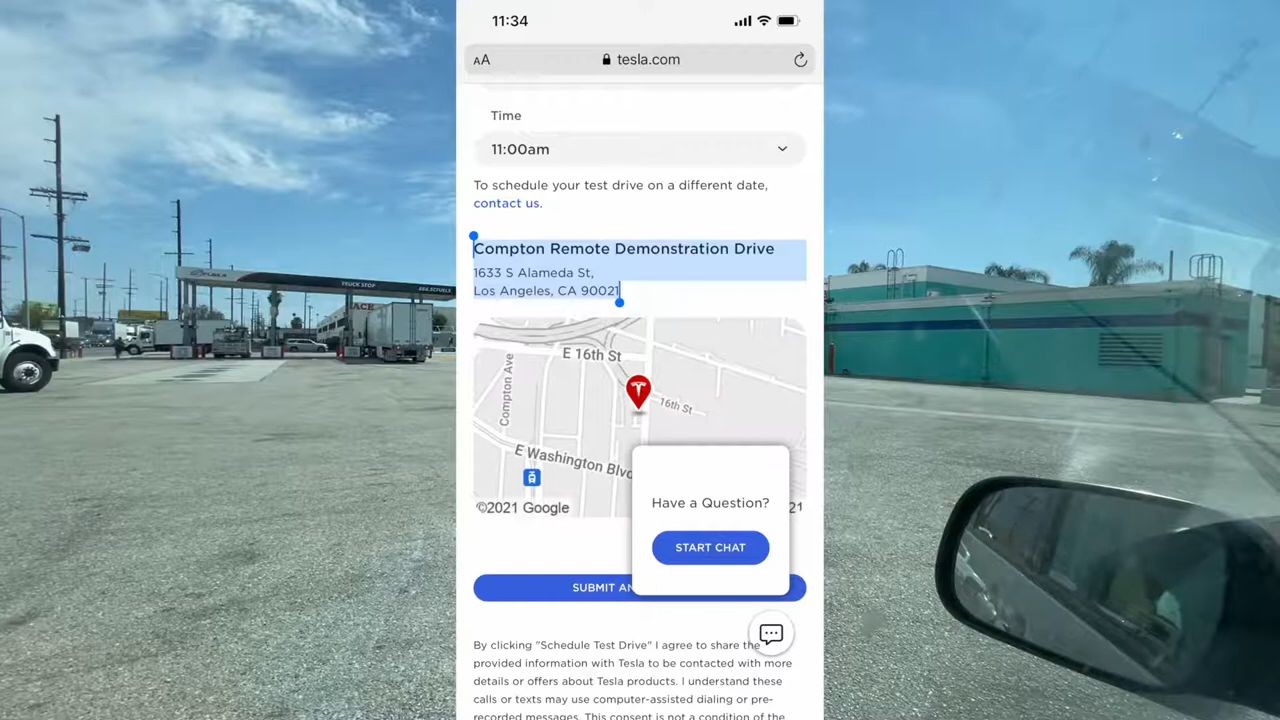 11:34
AA
tesla.com
Time
11:00am
To schedule your test drive on a different date,
contact us.
Compton Remote Demonstration Drive
1633 S Alameda St,
Los Angeles, CA 90021
E 16th St
Compton Ave
16th St
E Washington Blvd
©2021 Google
21
Have a Question?
START CHAT
SUBMIT AN
By clicking "Schedule Test Drive" I agree to share the
provided information with Tesla to be contacted with more
details or offers about Tesla products. I understand these
calls or texts may use computer-assisted dialing or pre-
recorded messages. This consent is not a condition of the
TRUCK STOP